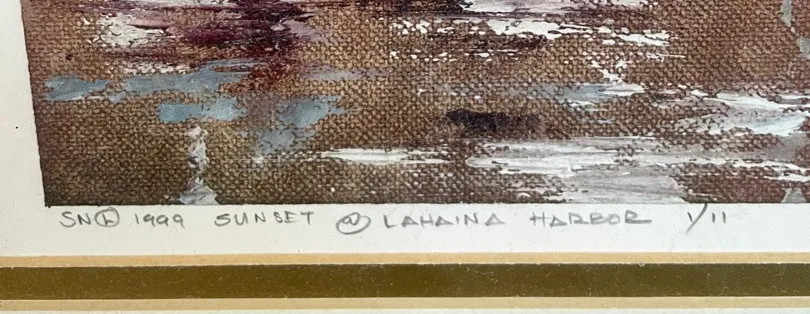 SN Ⓗ 1999 SUNSET @ LAHAINA HARBOR 1/11